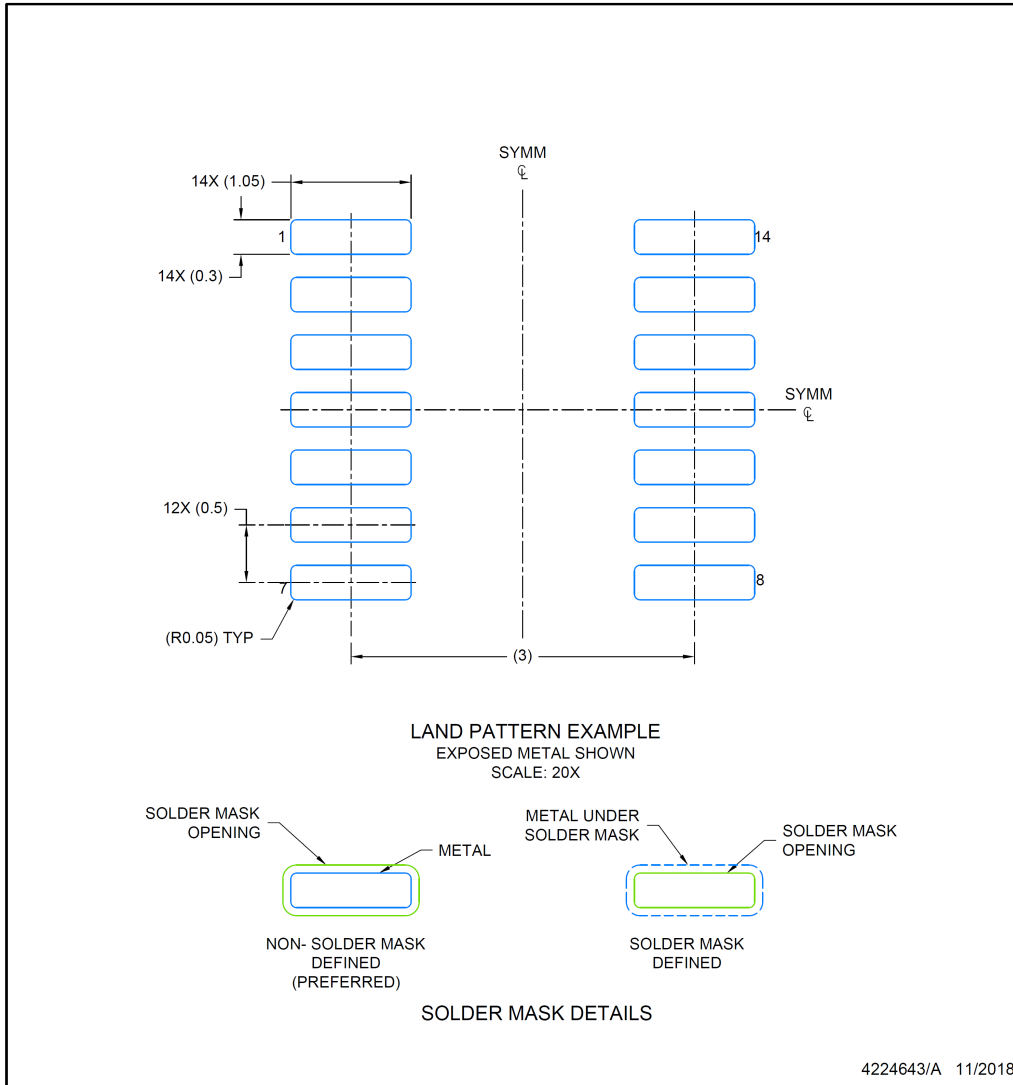 SYMM
℄
14X (1.05)
1
14
14X (0.3)
SYMM
℄
12X (0.5)
7
8
(R0.05) TYP
(3)
LAND PATTERN EXAMPLE
EXPOSED METAL SHOWN
SCALE: 20X
SOLDER MASK
OPENING
METAL
METAL UNDER
SOLDER MASK
SOLDER MASK
OPENING
NON- SOLDER MASK
DEFINED
(PREFERRED)
SOLDER MASK
DEFINED
SOLDER MASK DETAILS
4224643/A 11/2018